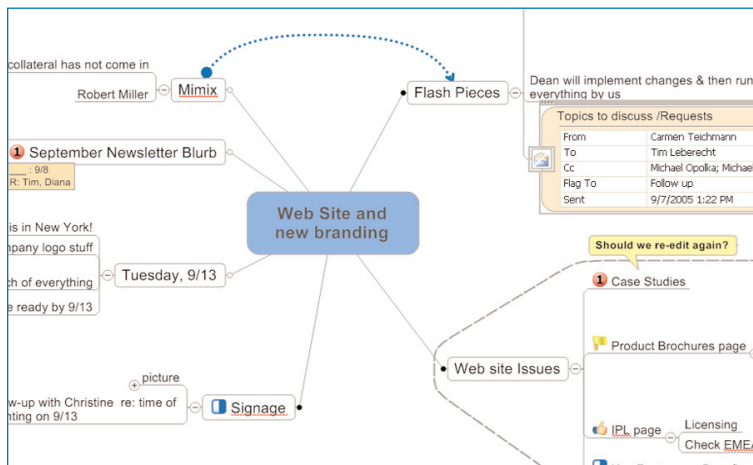 collateral has not come in
Robert Miller
Mimix
Flash Pieces
Dean will implement changes & then run
everything by us
Topics to discuss /Requests
From Carmen Teichmann
To Tim Leberecht
Cc Michael Opolka; Michael
Flag To Follow up
Sent 9/7/2005 1:22 PM
1 September Newsletter Blurb
: 9/8
R: Tim, Diana
Web Site and
new branding
is in New York!
mpany logo stuff
ch of everything
e ready by 9/13
Tuesday, 9/13
Should we re-edit again?
1 Case Studies
Product Brochures page
Web site Issues
IPL page
Licensing
Check EMEA
picture
w-up with Christine re: time of
nting on 9/13
Signage